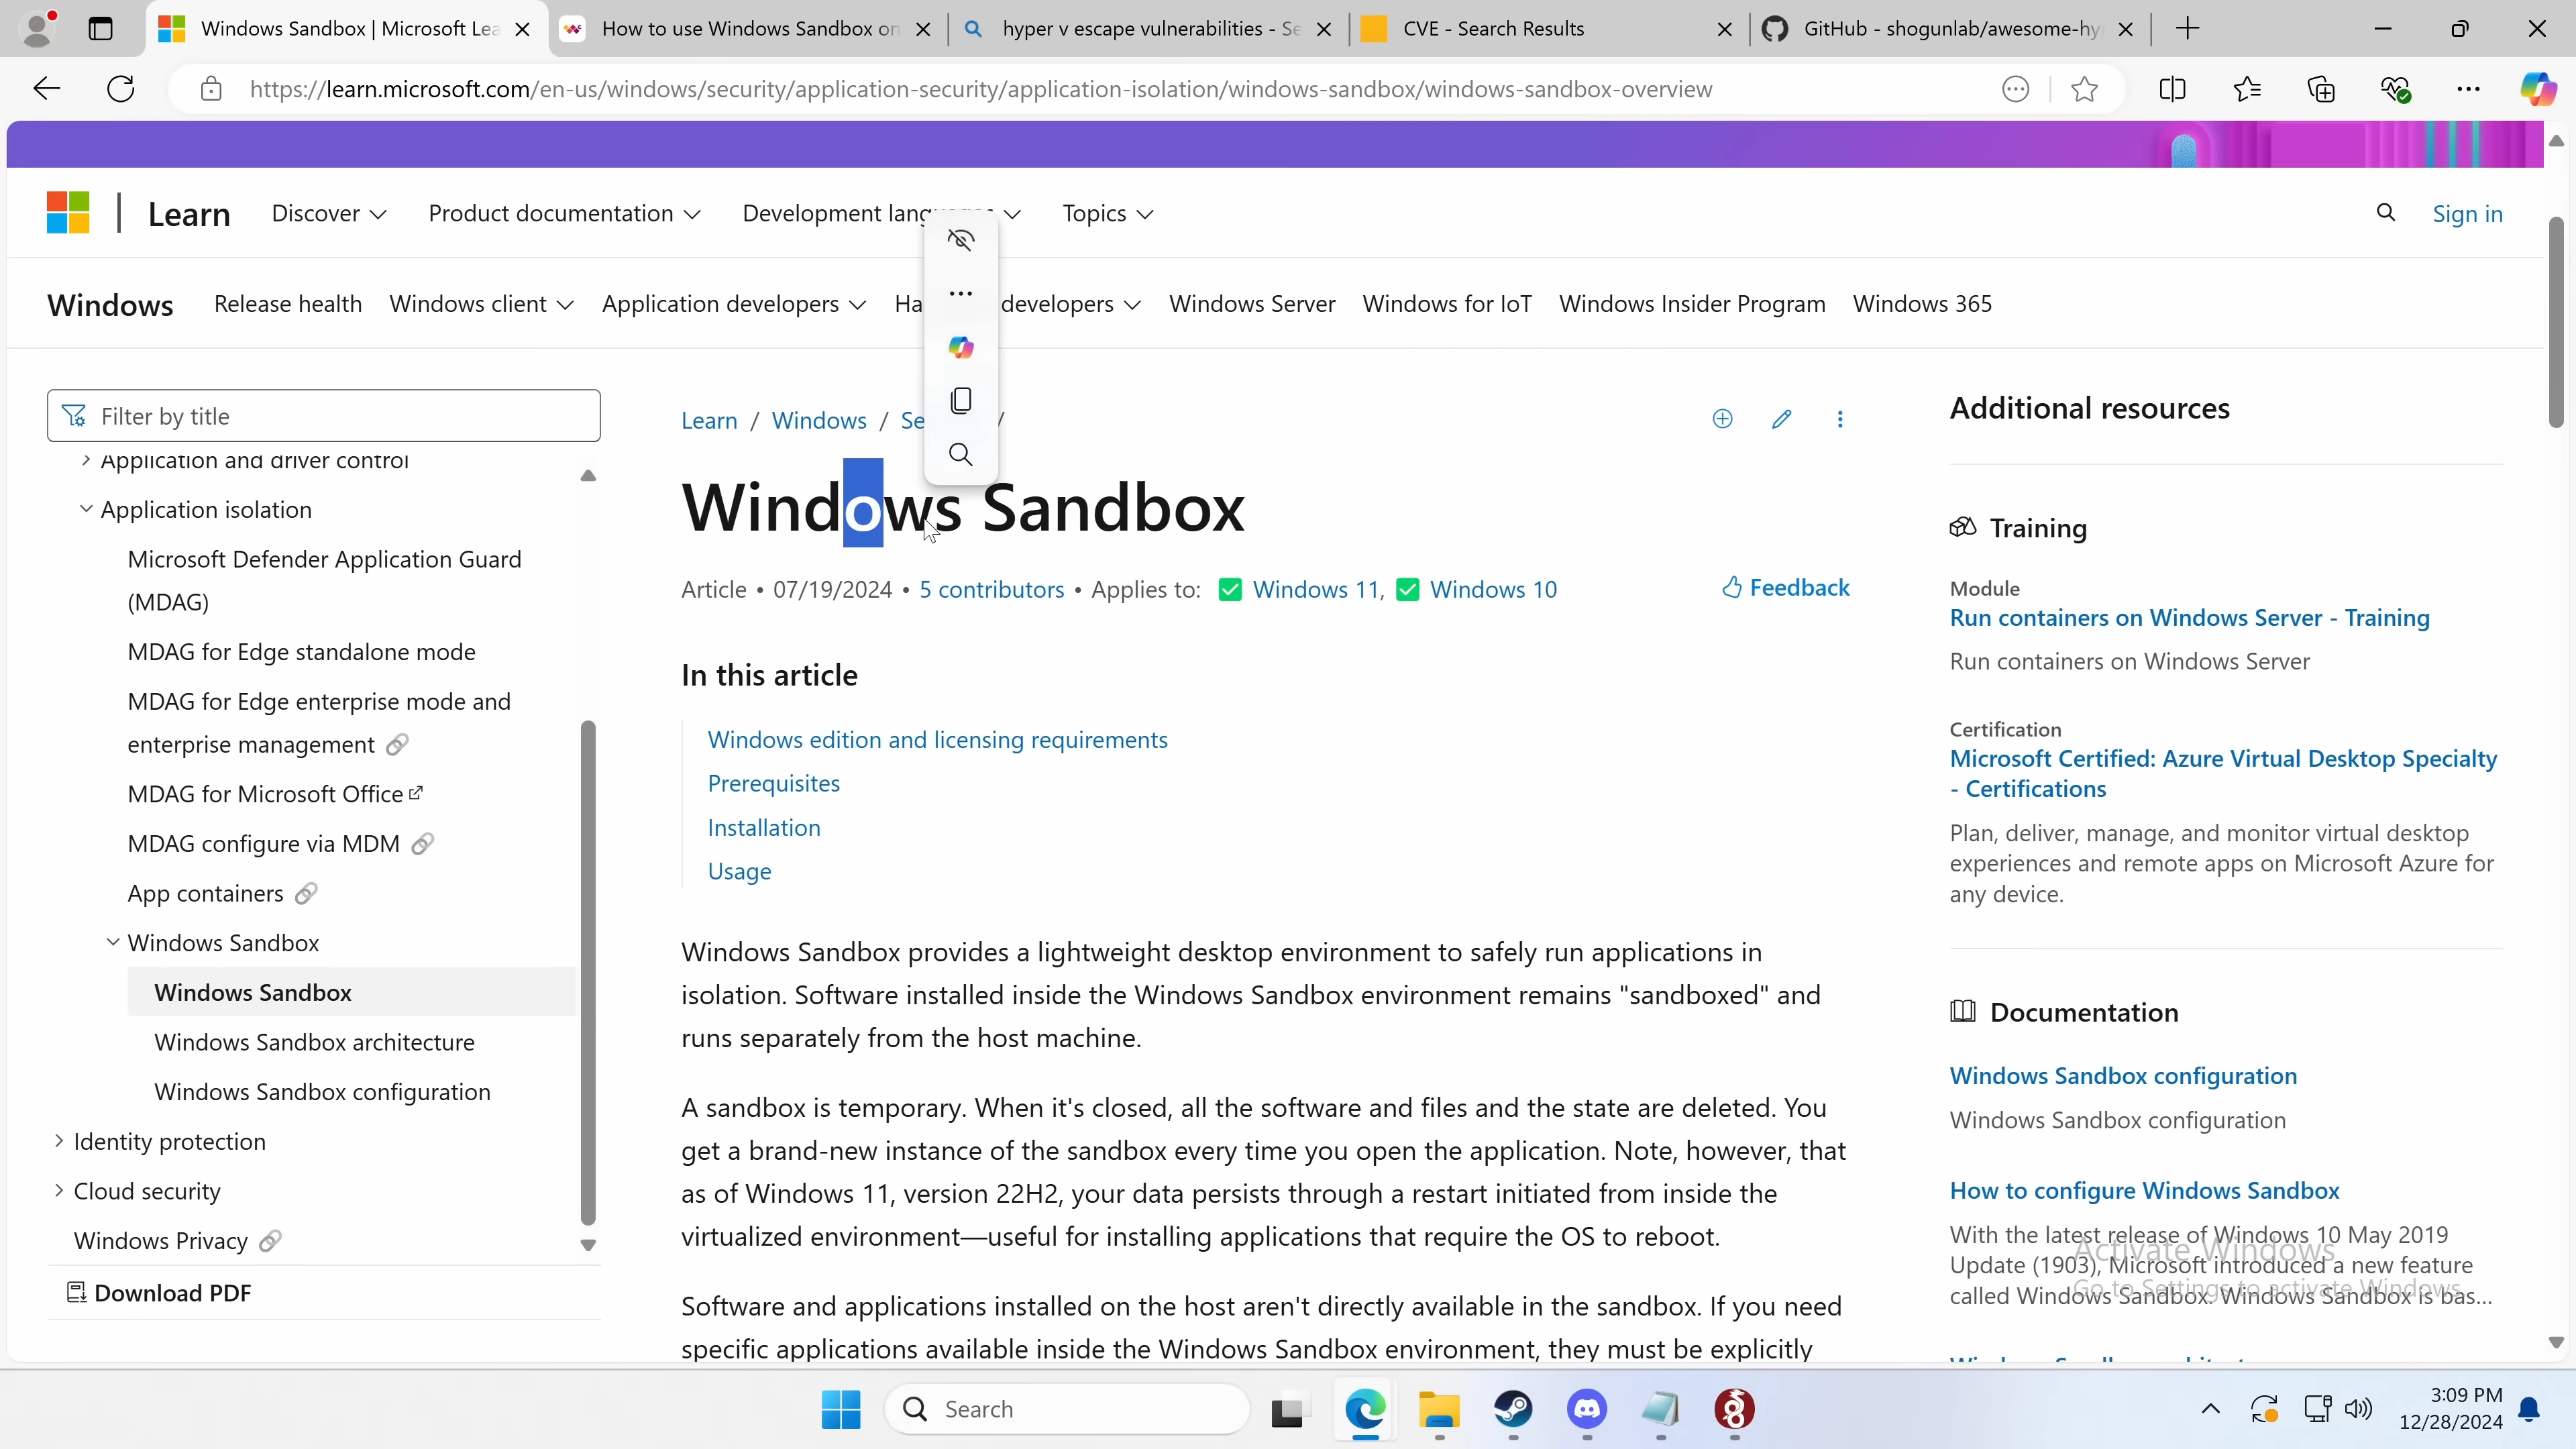 Windows Sandbox | Microsoft Lea
How to use Windows Sandbox on
hyper v escape vulnerabilities - Se
CVE - Search Results
GitHub - shogunlab/awesome-hy
https://learn.microsoft.com/en-us/windows/security/application-security/application-isolation/windows-sandbox/windows-sandbox-overview
Learn
Discover
Product documentation
Development languages
Topics
Sign in
Windows
Release health
Windows client
Application developers
Ha developers
Windows Server
Windows for IoT
Windows Insider Program
Windows 365
Filter by title
Application and driver control
Application isolation
Microsoft Defender Application Guard
(MDAG)
MDAG for Edge standalone mode
MDAG for Edge enterprise mode and
enterprise management
MDAG for Microsoft Office
MDAG configure via MDM
App containers
Windows Sandbox
Windows Sandbox
Windows Sandbox architecture
Windows Sandbox configuration
Identity protection
Cloud security
Windows Privacy
Download PDF
Learn / Windows / Se /
Windows Sandbox
Article • 07/19/2024 • 5 contributors • Applies to: ✅ Windows 11, ✅ Windows 10
Feedback
In this article
Windows edition and licensing requirements
Prerequisites
Installation
Usage
Windows Sandbox provides a lightweight desktop environment to safely run applications in
isolation. Software installed inside the Windows Sandbox environment remains "sandboxed" and
runs separately from the host machine.
A sandbox is temporary. When it's closed, all the software and files and the state are deleted. You
get a brand-new instance of the sandbox every time you open the application. Note, however, that
as of Windows 11, version 22H2, your data persists through a restart initiated from inside the
virtualized environment—useful for installing applications that require the OS to reboot.
Software and applications installed on the host aren't directly available in the sandbox. If you need
specific applications available inside the Windows Sandbox environment, they must be explicitly
Additional resources
Training
Module
Run containers on Windows Server - Training
Run containers on Windows Server
Certification
Microsoft Certified: Azure Virtual Desktop Specialty
- Certifications
Plan, deliver, manage, and monitor virtual desktop
experiences and remote apps on Microsoft Azure for
any device.
Documentation
Windows Sandbox configuration
Windows Sandbox configuration
How to configure Windows Sandbox
With the latest release of Windows 10 May 2019
Update (1903), Microsoft introduced a new feature
called Windows Sandbox. Windows Sandbox is bas...
Activate Windows
Go to Settings to activate Windows.
Search
3:09 PM
12/28/2024